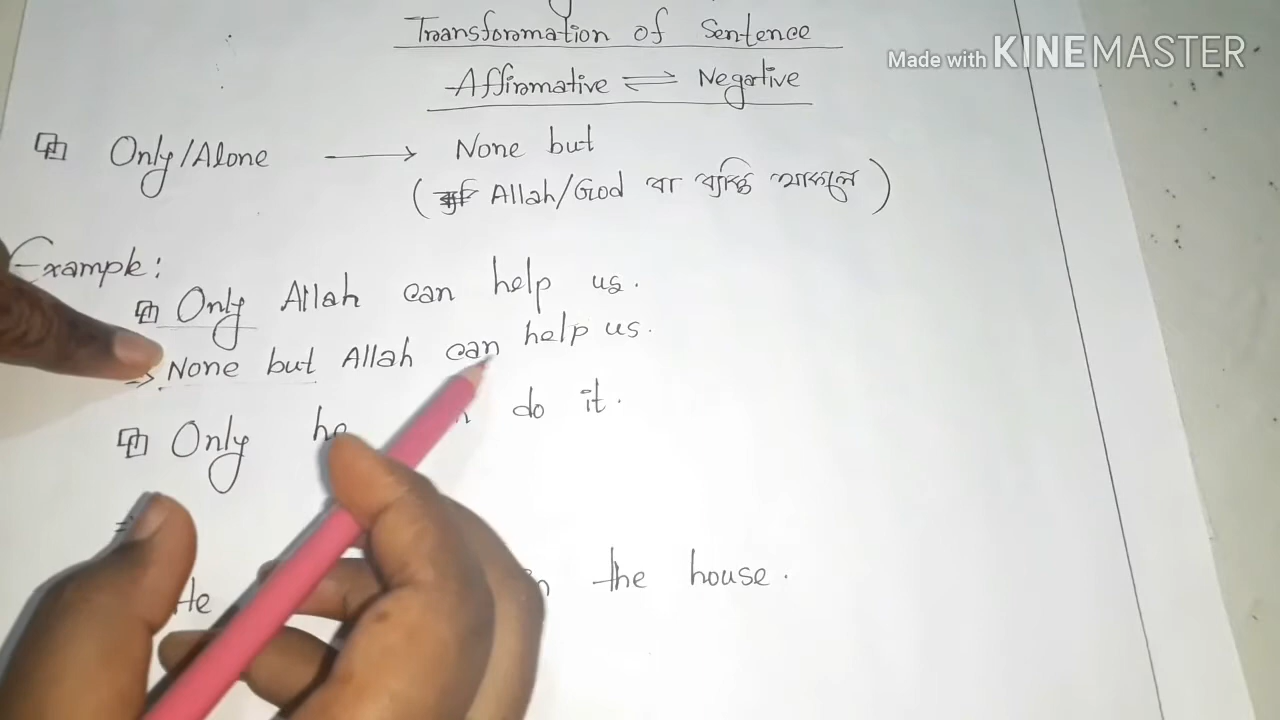 Transformation of Sentence
Made with KINEMASTER
Affirmative ⇌ Negative
Only/Alone → None but
( Allah/God বা ব্যক্তি থাকলে )
Example:
Only Allah can help us.
→ None but Allah can help us.
Only he do it.
He the house.